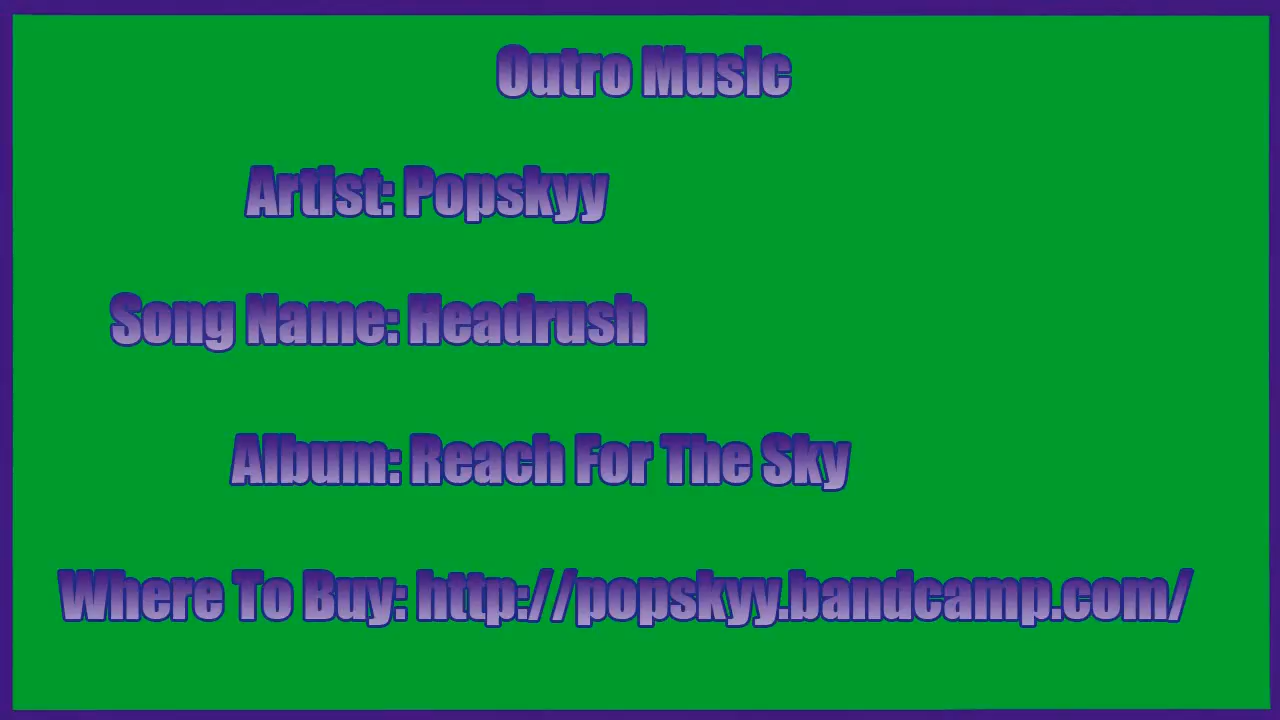 Outro Music
Artist: Popskyy
Song Name: Headrush
Album: Reach For The Sky
Where To Buy: http://popskyy.bandcamp.com/